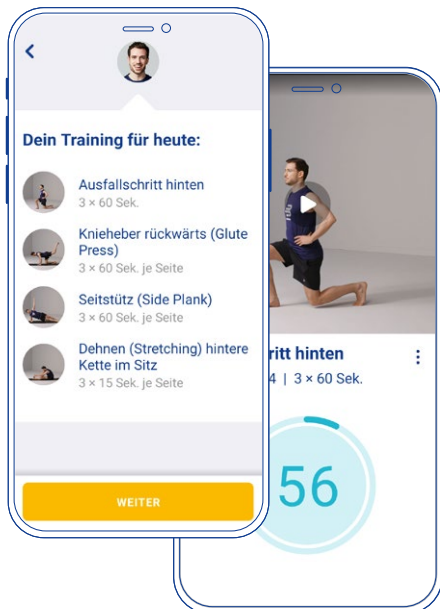 Dein Training für heute:
Ausfallschritt hinten
3 × 60 Sek.
Knieheber rückwärts (Glute
Press)
3 × 60 Sek. je Seite
Seitstütz (Side Plank)
3 × 60 Sek. je Seite
Dehnen (Stretching) hintere
Kette im Sitz
3 × 15 Sek. je Seite
WEITER
ritt hinten
4 | 3 × 60 Sek.
56